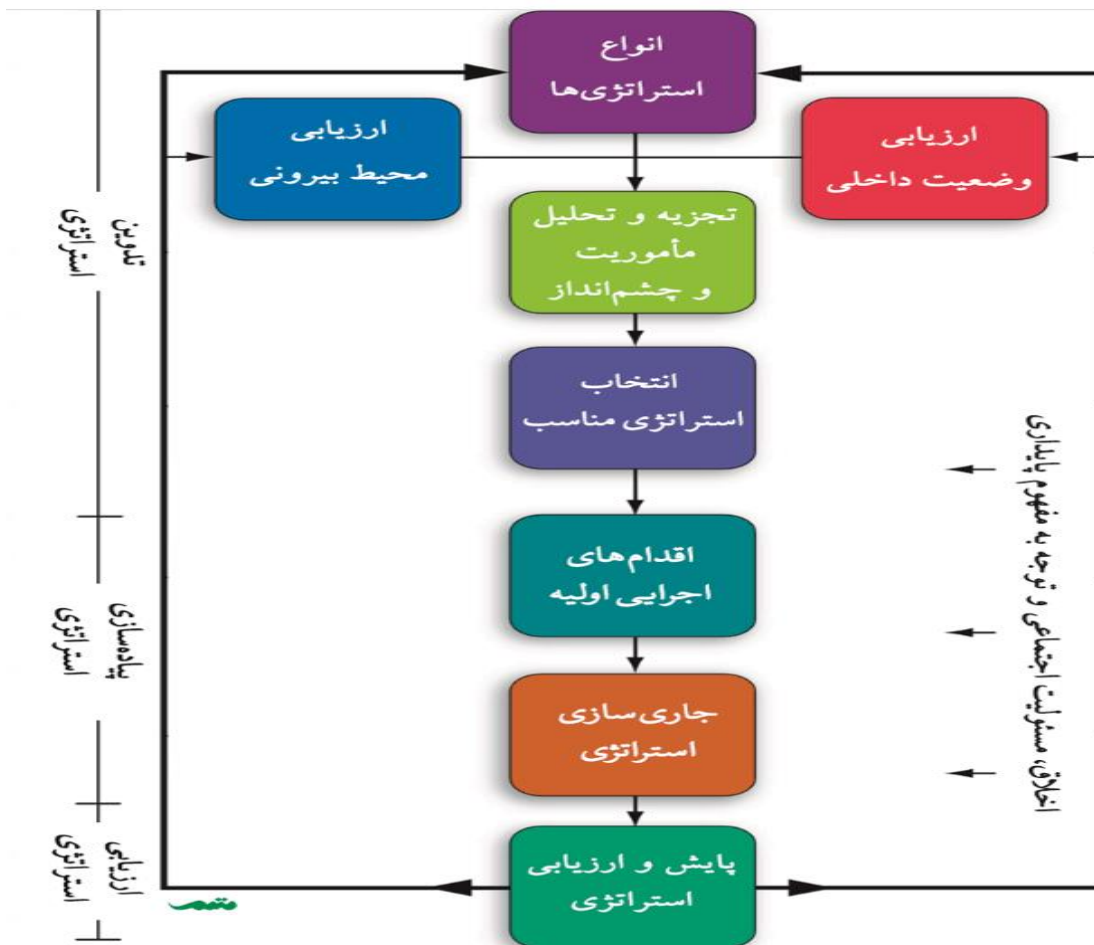 انواع
استراتژی‌ها
ارزیابی
وضعیت داخلی
ارزیابی
محیط بیرونی
تجزیه و تحلیل
مأموریت
و چشم‌انداز
انتخاب
استراتژی مناسب
اقدام‌های
اجرایی اولیه
جاری‌سازی
استراتژی
پایش و ارزیابی
استراتژی
اخلاق، مسئولیت اجتماعی و توجه به مفهوم پایداری
تدوین
استراتژی
پیاده‌سازی
استراتژی
ارزیابی
استراتژی